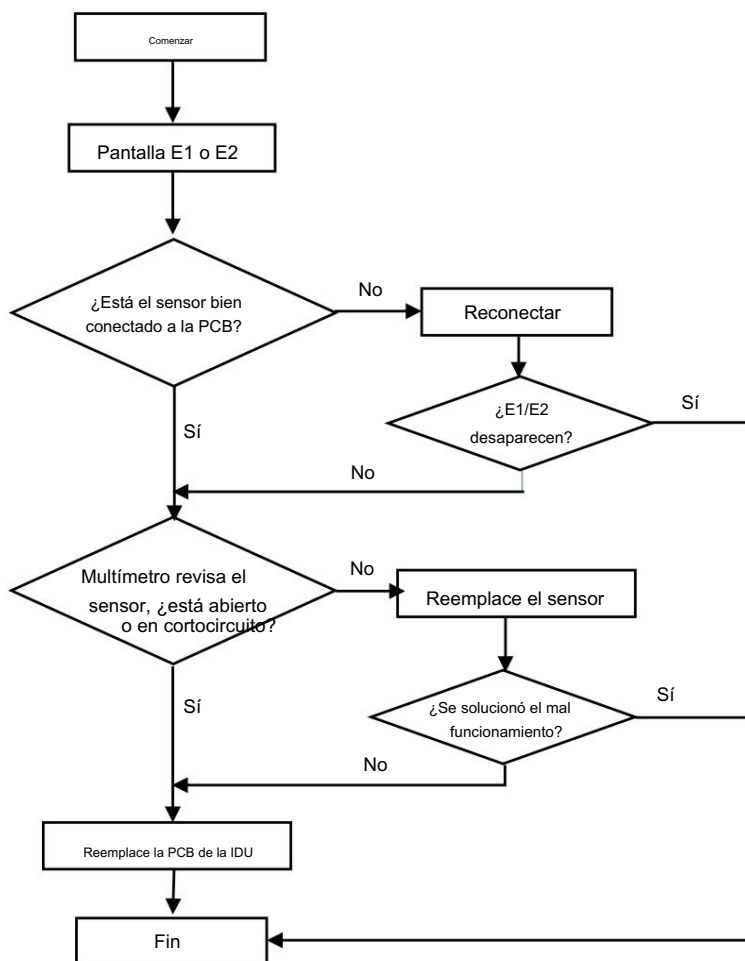 Comenzar
Pantalla E1 o E2
¿Está el sensor bien
conectado a la PCB?
No
Reconectar
Sí
¿E1/E2
desaparecen?
Sí
No
Multímetro revisa el
sensor, ¿está abierto
o en cortocircuito?
No
Reemplace el sensor
Sí
¿Se solucionó el mal
funcionamiento?
Sí
No
Reemplace la PCB de la IDU
Fin